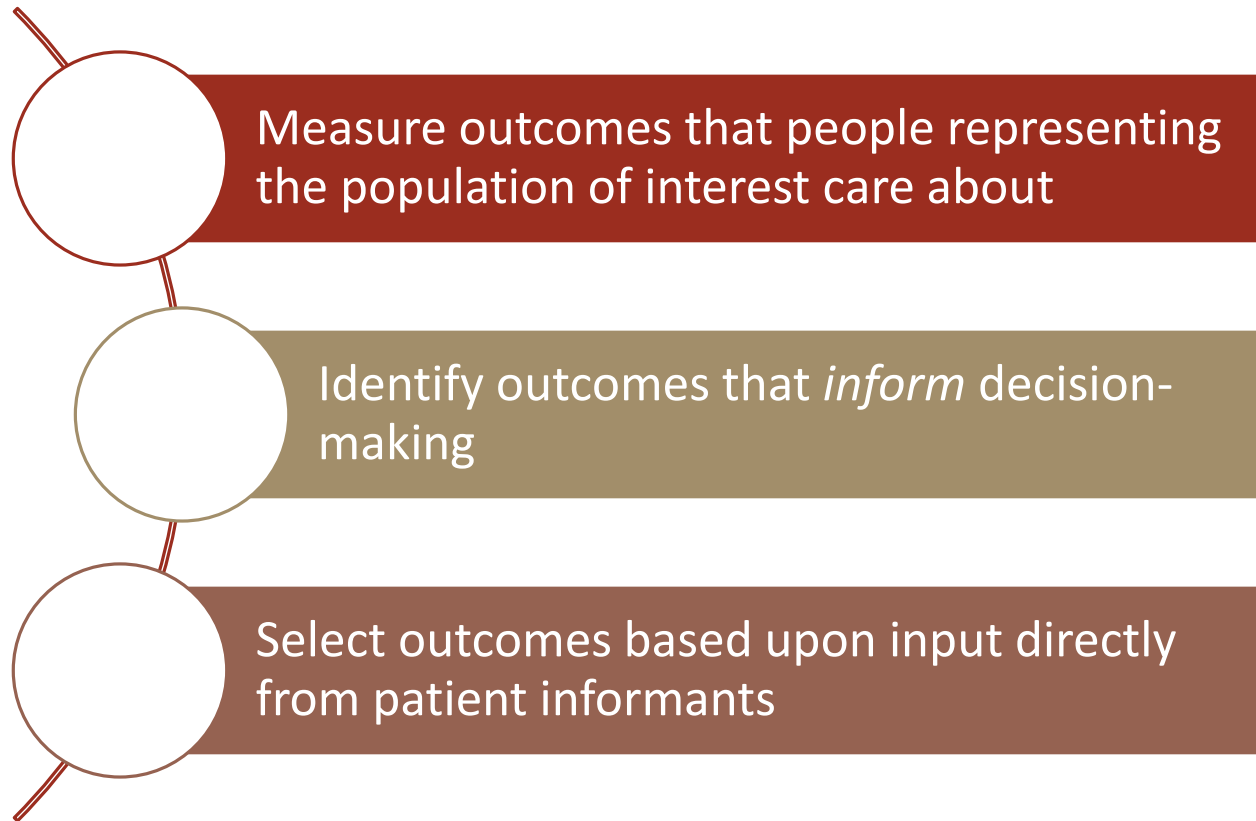 Measure outcomes that people representing
the population of interest care about
Identify outcomes that inform decision-
making
Select outcomes based upon input directly
from patient informants